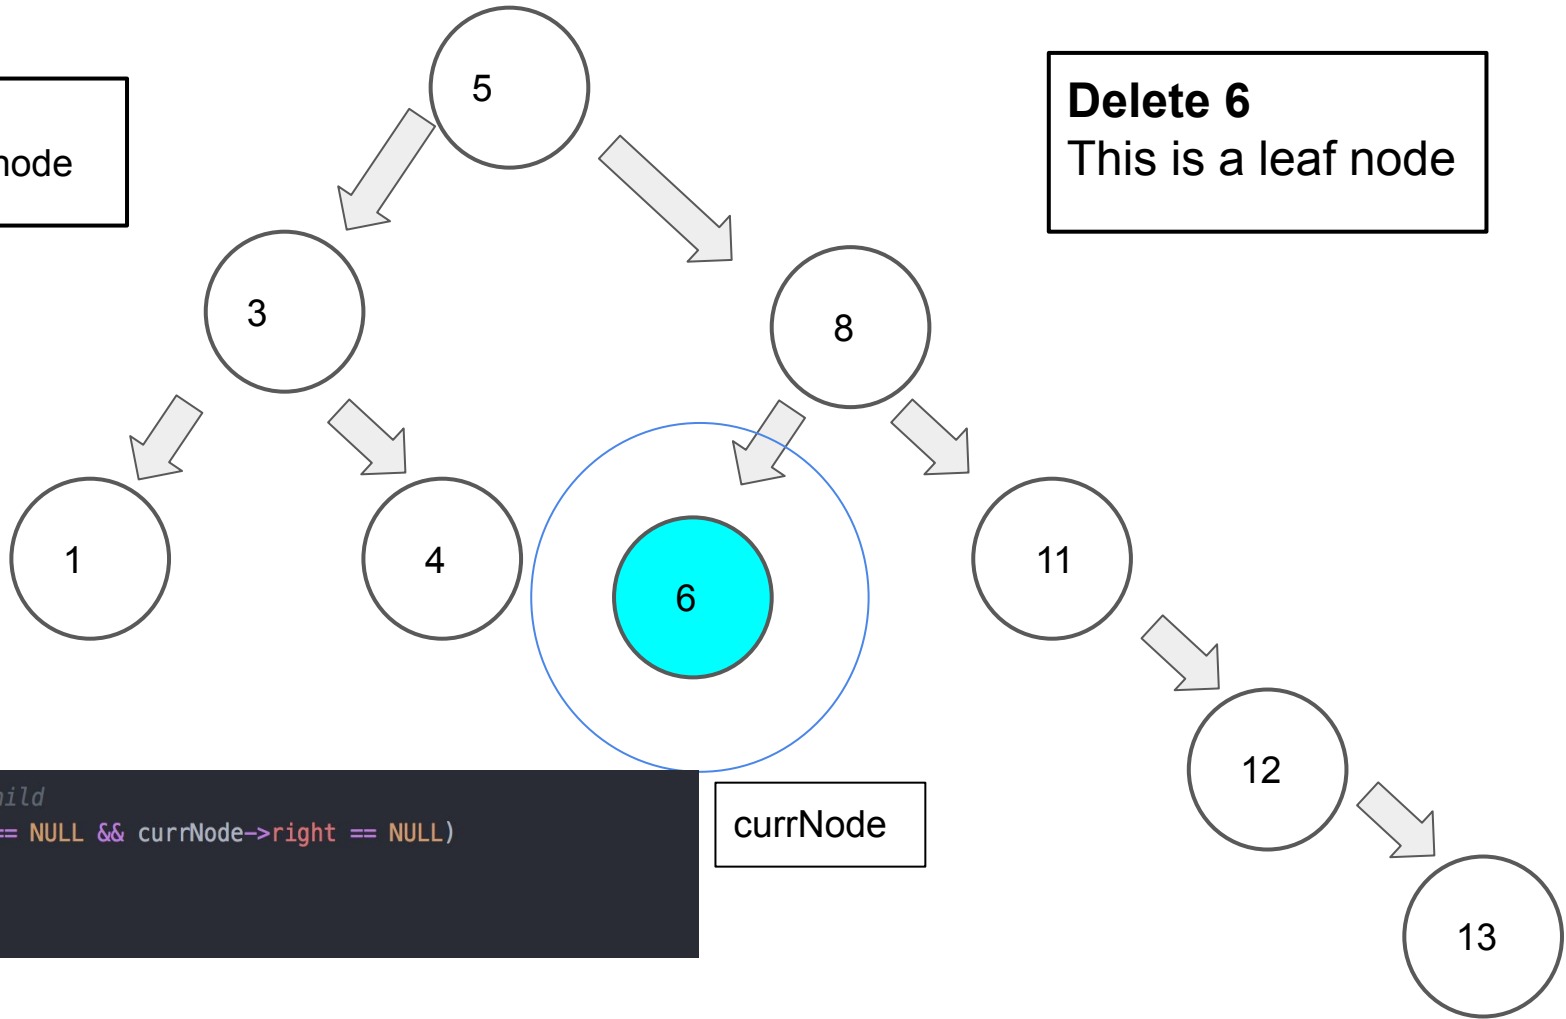 5
Delete 6
This is a leaf node
node
3
8
1
4
6
11
12
== NULL && currNode->right == NULL)
currNode
13